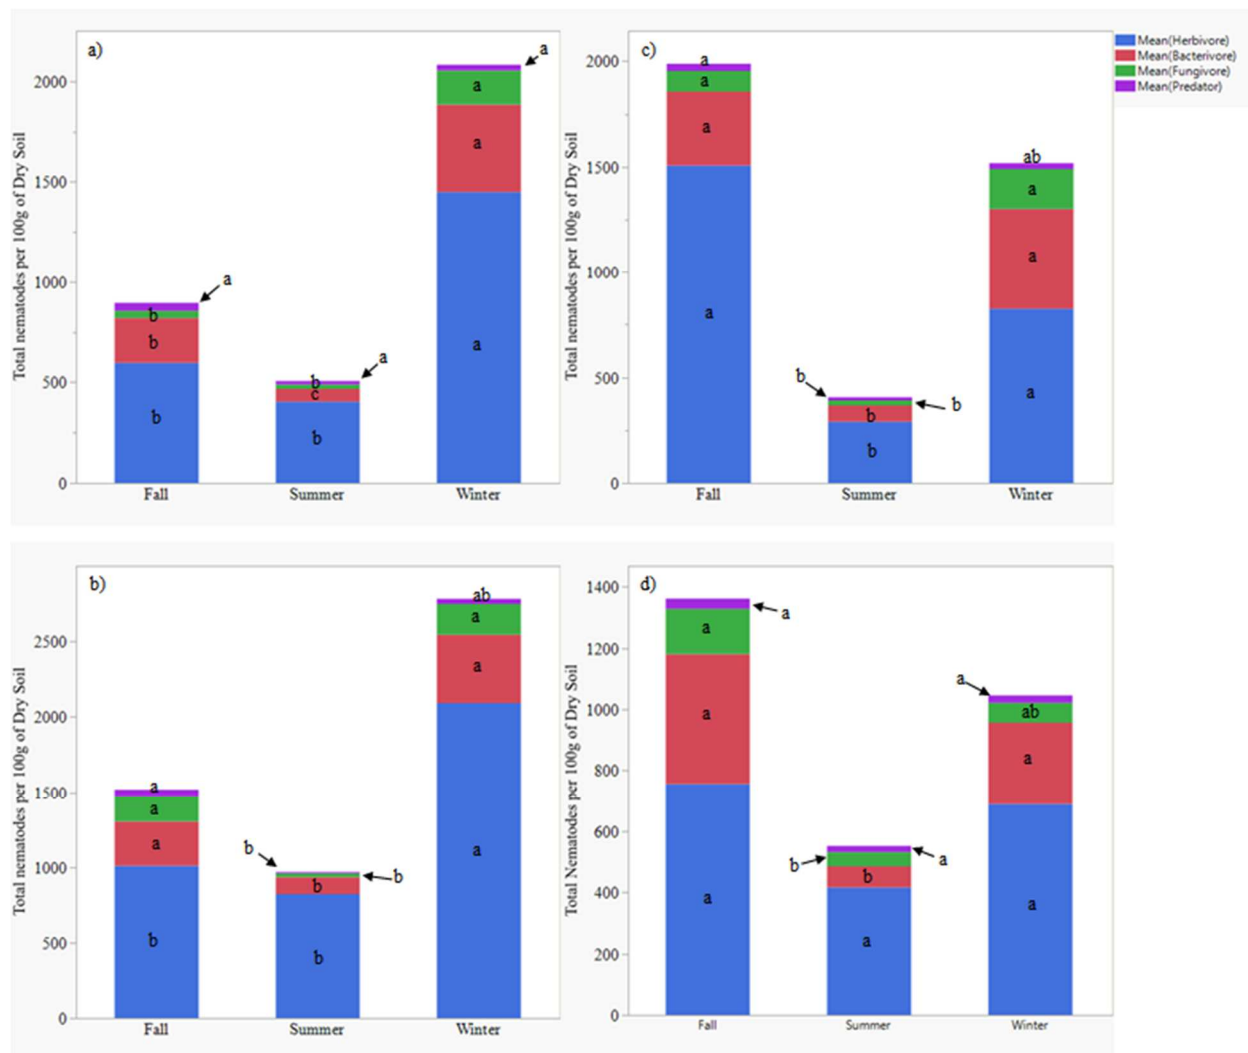 a)
Total nematodes per 100g of Dry Soil
2000
1500
1000
500
0
a
a
a
a
a
b
b
b
a
b
c
b
Fall Summer Winter
c)
Total nematodes per 100g of Dry Soil
2000
1500
1000
500
0
a
a
a
a
ab
a
a
a
b
b
b
b
Fall Summer Winter
Mean(Herbivore)
Mean(Bacterivore)
Mean(Fungivore)
Mean(Predator)
b)
Total nematodes per 100g of Dry Soil
2500
2000
1500
1000
500
0
ab
a
a
a
a
a
a
b
b
b
b
b
Fall Summer Winter
d)
Total Nematodes per 100g of Dry Soil
1400
1200
1000
800
600
400
200
0
a
a
a
a
a
ab
a
a
b
a
b
a
Fall Summer Winter